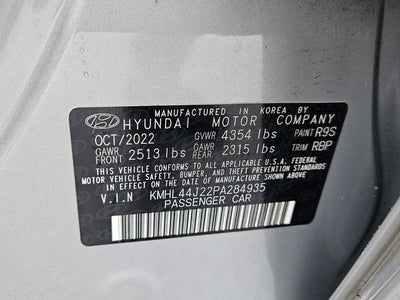 MANUFACTURED IN KOREA BY
HYUNDAI MOTOR COMPANY
OCT/2022 GVWR 4354 lbs PAINT R9S
GAWR FRONT 2513 lbs GAWR REAR 2315 lbs TRIM RBP
THIS VEHICLE CONFORMS TO ALL APPLICABLE U.S.A. FEDERAL
MOTOR VEHICLE SAFETY, BUMPER, AND THEFT PREVENTION
STANDARDS IN EFFECT ON THE DATE OF MANUFACTURE SHOWN ABOVE.
V.I.N KMHL44J22PA284935
PASSENGER CAR